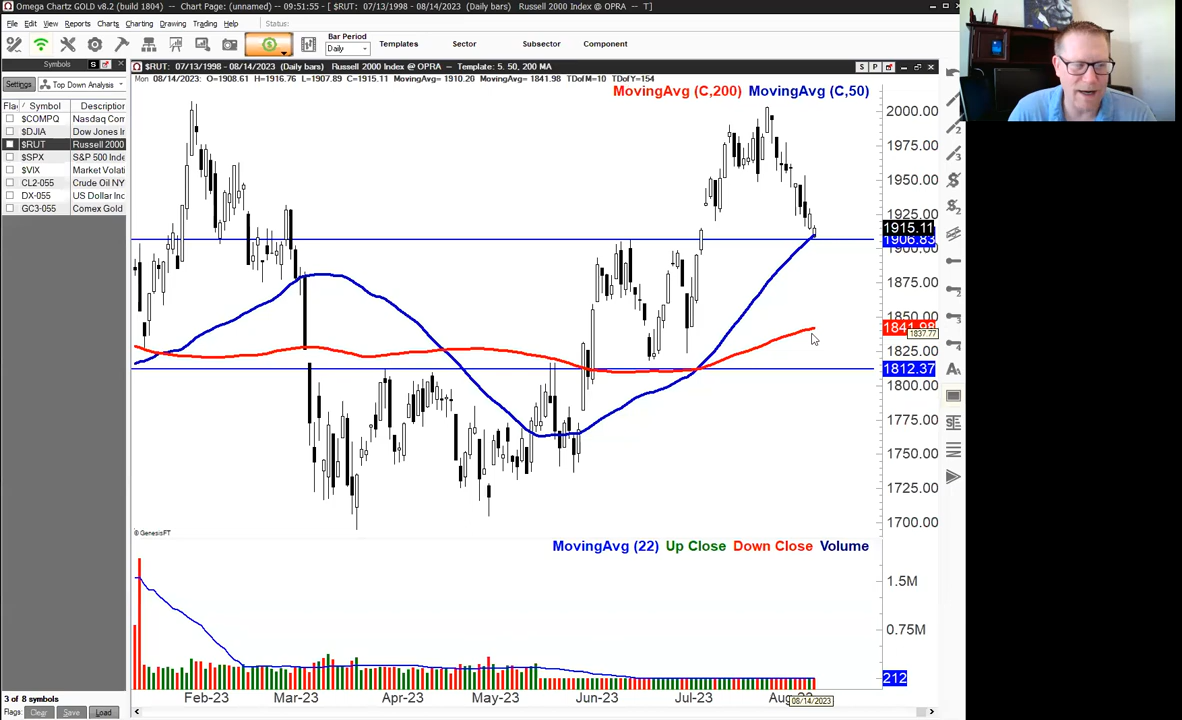 Omega Chartz GOLD v8.2 (build 1804) - Chart Page: (unnamed) - 09:51:55 - [ $RUT: 07/13/1998 - 08/14/2023 (Daily bars) Russell 2000 Index @ OPRA -- T]
File Edit View Reports Charts Charting Drawing Trading Help Status:
Bar Period
Daily
Templates Sector Subsector Component
Symbols
$RUT: 07/13/1998 - 08/14/2023 (Daily bars) Russell 2000 Index @ OPRA -- Template: 5. 50, 200 MA
S P
Mon 08/14/2023: O=1908.61 H=1916.76 L=1907.89 C=1915.11 MovingAvg= 1910.20 MovingAvg= 1841.98 TDofM=10 TDofY=154
Settings Top Down Analysis
MovingAvg (C,200) MovingAvg (C,50)
Flag Symbol Description
$COMPQ Nasdaq Com
$DJIA Dow Jones In
$RUT Russell 2000
$SPX S&P 500 Inde
$VIX Market Volati
CL2-055 Crude Oil NY
DX-055 US Dollar Inc
GC3-055 Comex Gold
2000.00
1975.00
1950.00
1925.00
1915.11
1906.83
1900.00
1875.00
1850.00
1841.98
1837.77
1825.00
1812.37
1800.00
1775.00
1750.00
1725.00
1700.00
© GenesisFT
MovingAvg (22) Up Close Down Close Volume
1.5M
0.75M
212
Feb-23 Mar-23 Apr-23 May-23 Jun-23 Jul-23 Aug-23
08/14/2023
3 of 8 symbols
Flags: Clear Save Load